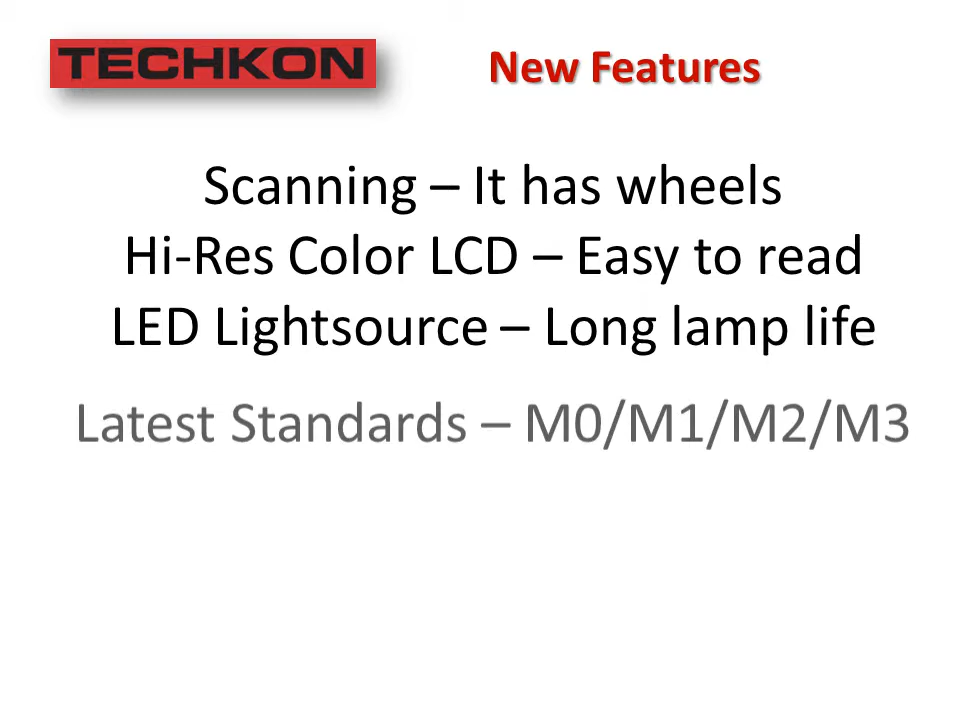 TECHKON
New Features
Scanning – It has wheels
Hi-Res Color LCD – Easy to read
LED Lightsource – Long lamp life
Latest Standards – M0/M1/M2/M3